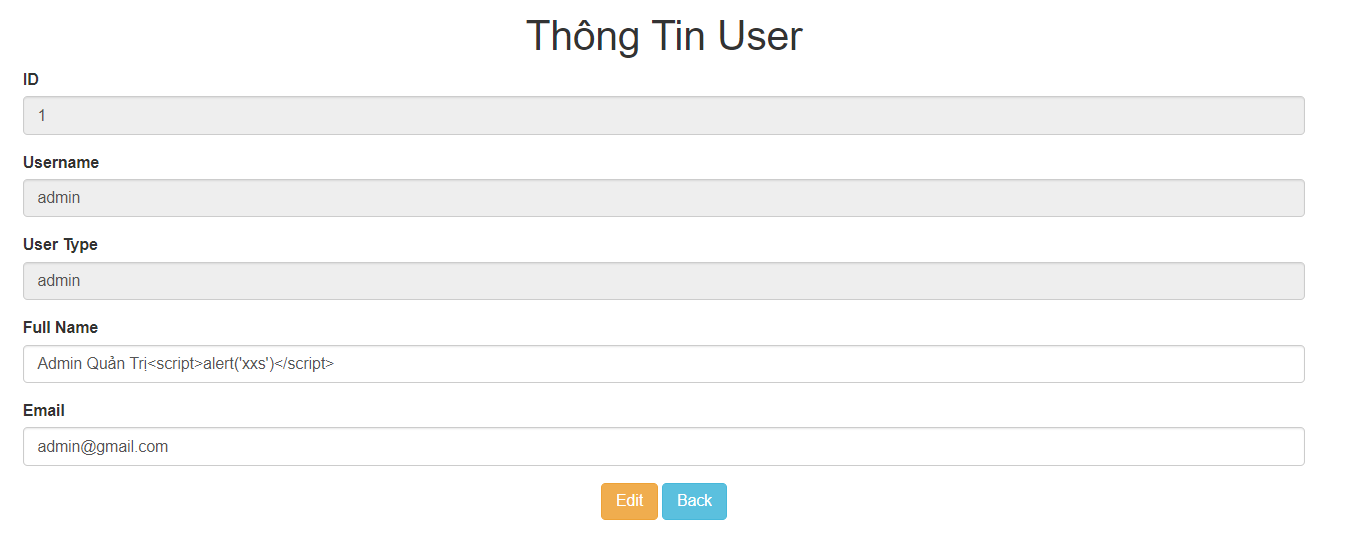 Thông Tin User
ID
1
Username
admin
User Type
admin
Full Name
Admin Quản Trị<script>alert('xxs')</script>
Email
admin@gmail.com
Edit Back